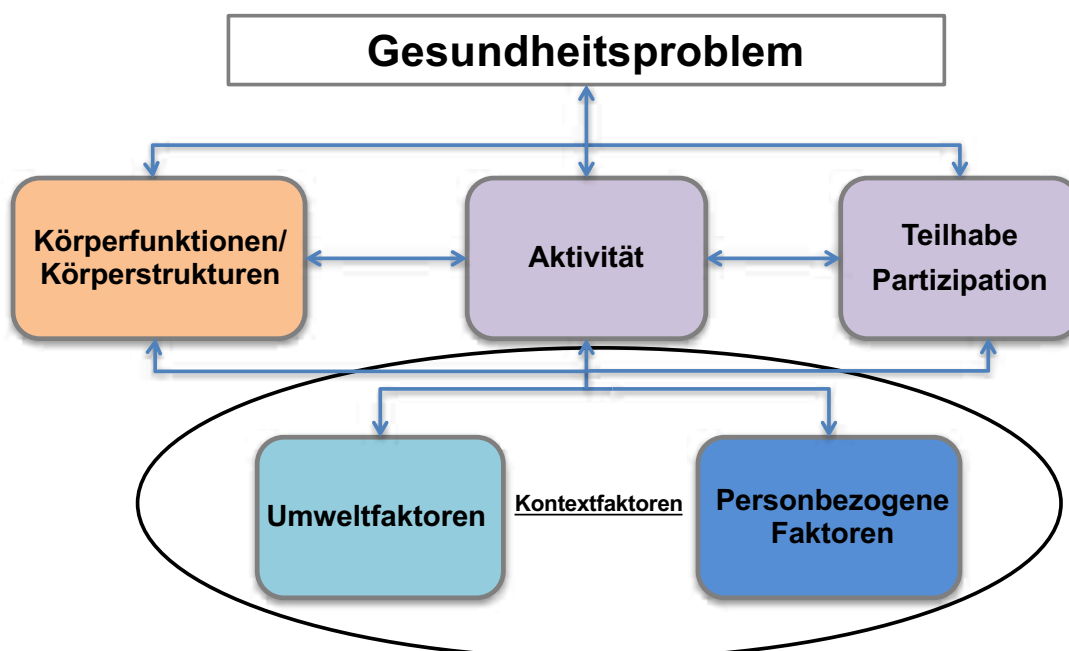 Gesundheitsproblem
Körperfunktionen/
Körperstrukturen
Aktivität
Teilhabe
Partizipation
Umweltfaktoren
Kontextfaktoren
Personbezogene
Faktoren